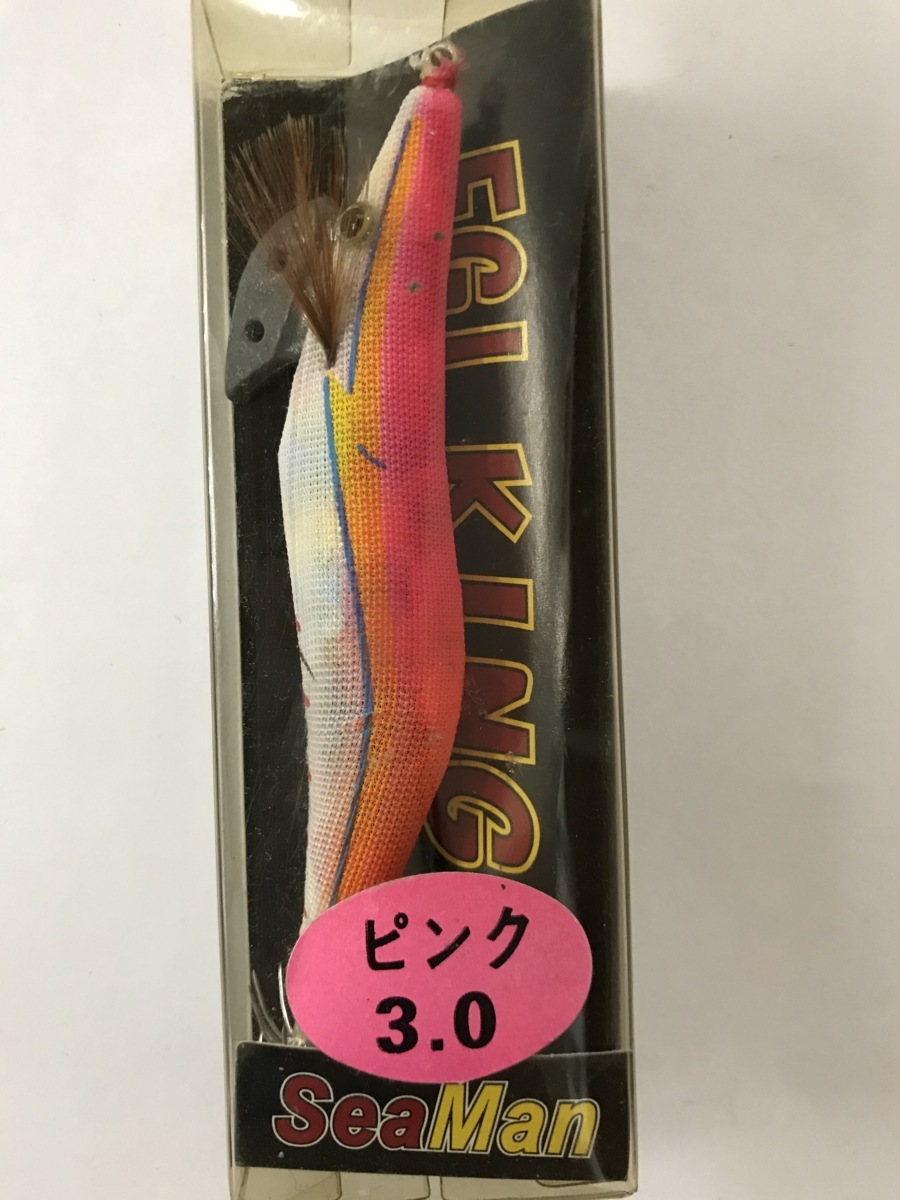 EGI KING
ピンク
3.0
SeaMan